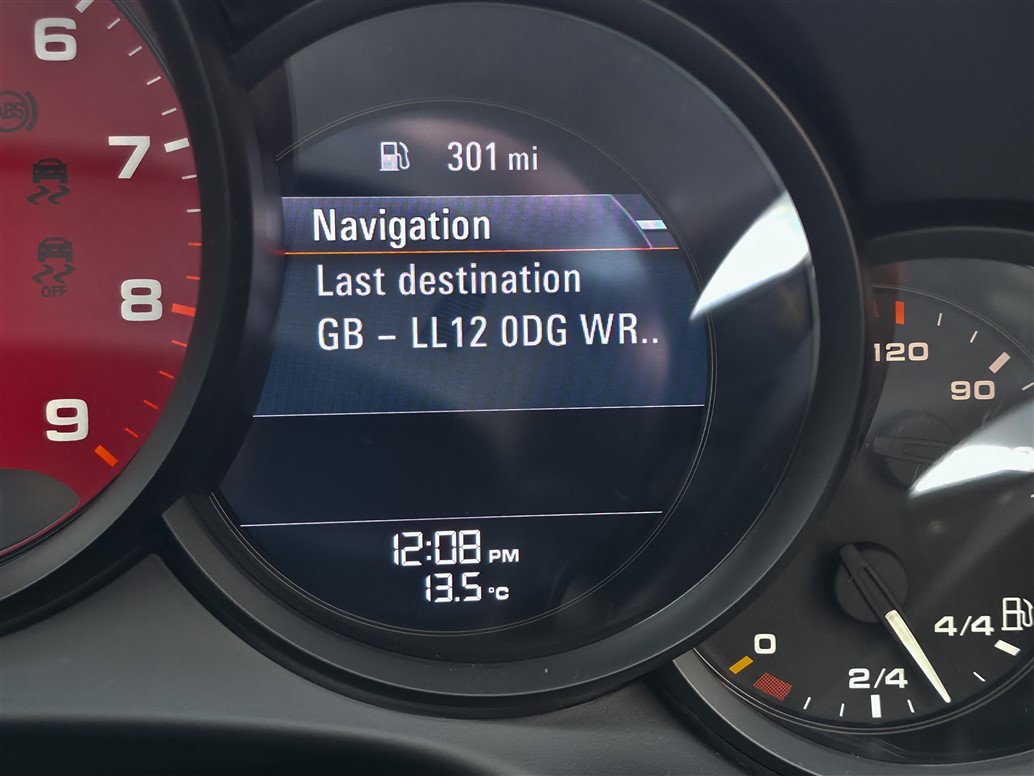 6
ABS
7
OFF
8
9
301 mi
Navigation
Last destination
GB – LL12 0DG WR..
12:08 PM
13.5 °C
120
90
0
2/4
4/4